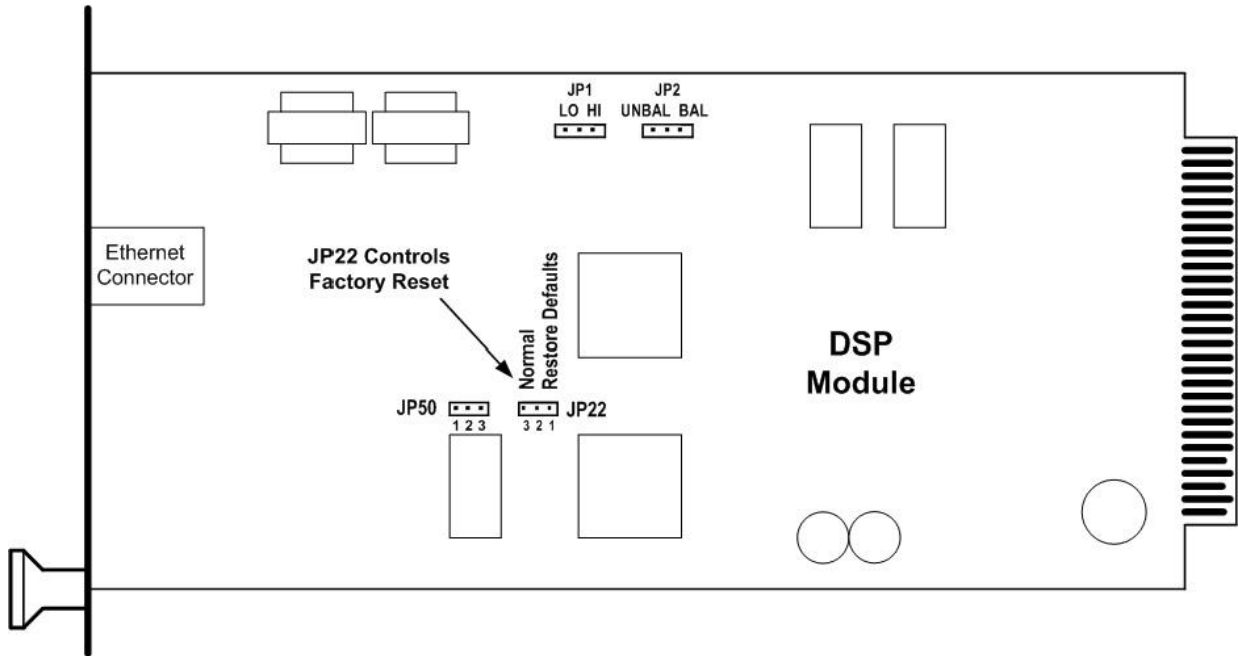 JP1
LO HI
JP2
UNBAL BAL
Ethernet
Connector
JP22 Controls
Factory Reset
Normal
Restore Defaults
DSP
Module
JP50
1 2 3
JP22
3 2 1